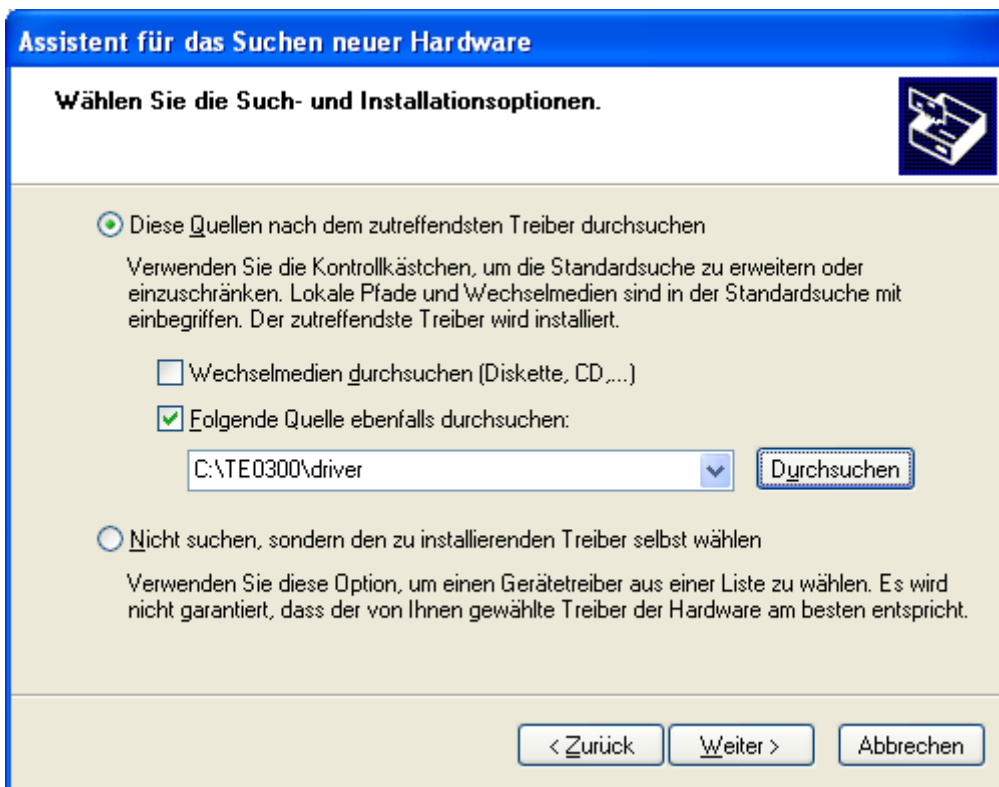 Assistent für das Suchen neuer Hardware
Wählen Sie die Such- und Installationsoptionen.
Diese Quellen nach dem zutreffendsten Treiber durchsuchen
Verwenden Sie die Kontrollkästchen, um die Standardsuche zu erweitern oder
einzuschränken. Lokale Pfade und Wechselmedien sind in der Standardsuche mit
einbegriffen. Der zutreffendste Treiber wird installiert.
Wechselmedien durchsuchen (Diskette, CD,...)
Folgende Quelle ebenfalls durchsuchen:
C:\TE0300\driver
Durchsuchen
Nicht suchen, sondern den zu installierenden Treiber selbst wählen
Verwenden Sie diese Option, um einen Gerätetreiber aus einer Liste zu wählen. Es wird
nicht garantiert, dass der von Ihnen gewählte Treiber der Hardware am besten entspricht.
< Zurück Weiter > Abbrechen